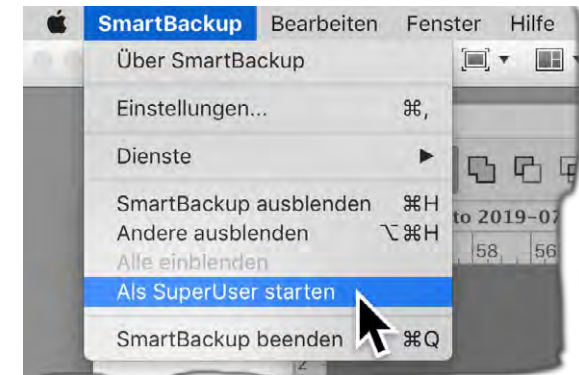 SmartBackup Bearbeiten Fenster Hilfe
Über SmartBackup
Einstellungen... ⌘,
Dienste ▶
SmartBackup ausblenden ⌘H
Andere ausblenden ⌥⌘H
Alle einblenden
Als SuperUser starten
SmartBackup beenden ⌘Q
to 2019-07
58 56
2